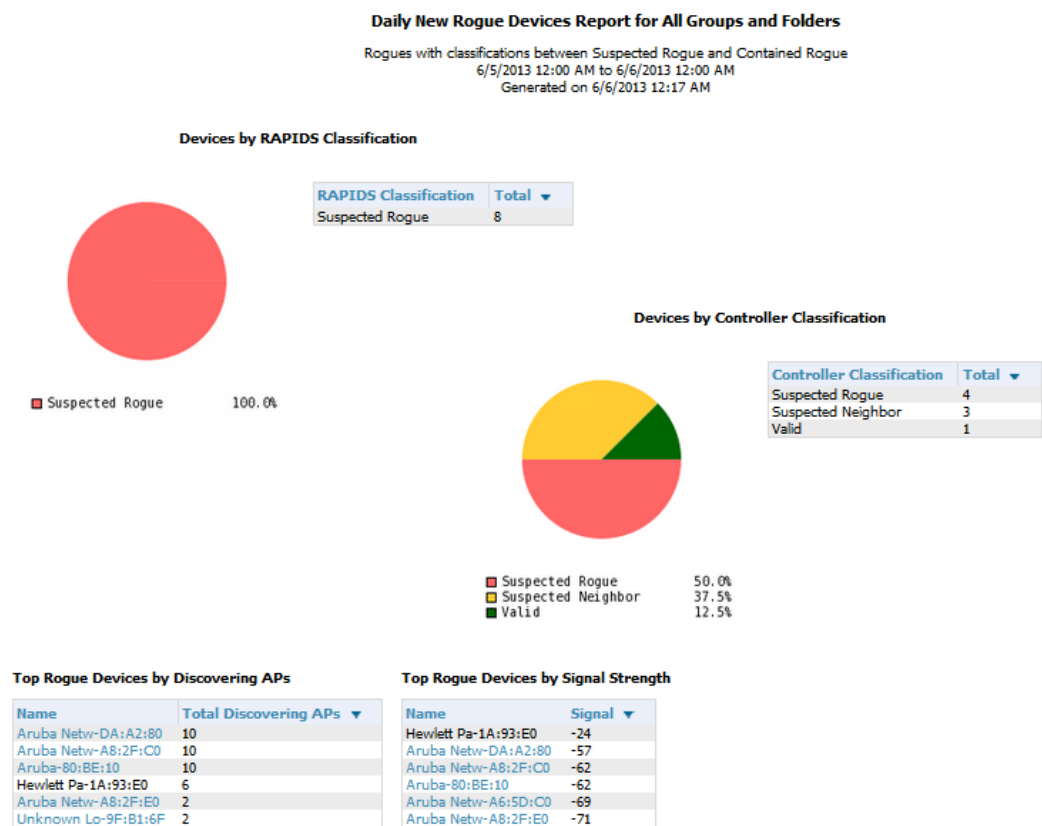 Daily New Rogue Devices Report for All Groups and Folders
Rogues with classifications between Suspected Rogue and Contained Rogue
6/5/2013 12:00 AM to 6/6/2013 12:00 AM
Generated on 6/6/2013 12:17 AM
Devices by RAPIDS Classification
RAPIDS Classification Total
Suspected Rogue 8
Suspected Rogue 100.0%
Devices by Controller Classification
Controller Classification Total
Suspected Rogue 4
Suspected Neighbor 3
Valid 1
Suspected Rogue 50.0%
Suspected Neighbor 37.5%
Valid 12.5%
Top Rogue Devices by Discovering APs
Name Total Discovering APs
Aruba Netw-DA:A2:80 10
Aruba Netw-A8:2F:C0 10
Aruba-80:BE:10 10
Hewlett Pa-1A:93:E0 6
Aruba Netw-A8:2F:E0 2
Unknown Lo-9F:B1:6F 2
Top Rogue Devices by Signal Strength
Name Signal
Hewlett Pa-1A:93:E0 -24
Aruba Netw-DA:A2:80 -57
Aruba Netw-A8:2F:C0 -62
Aruba-80:BE:10 -62
Aruba Netw-A6:5D:C0 -69
Aruba Netw-A8:2F:E0 -71